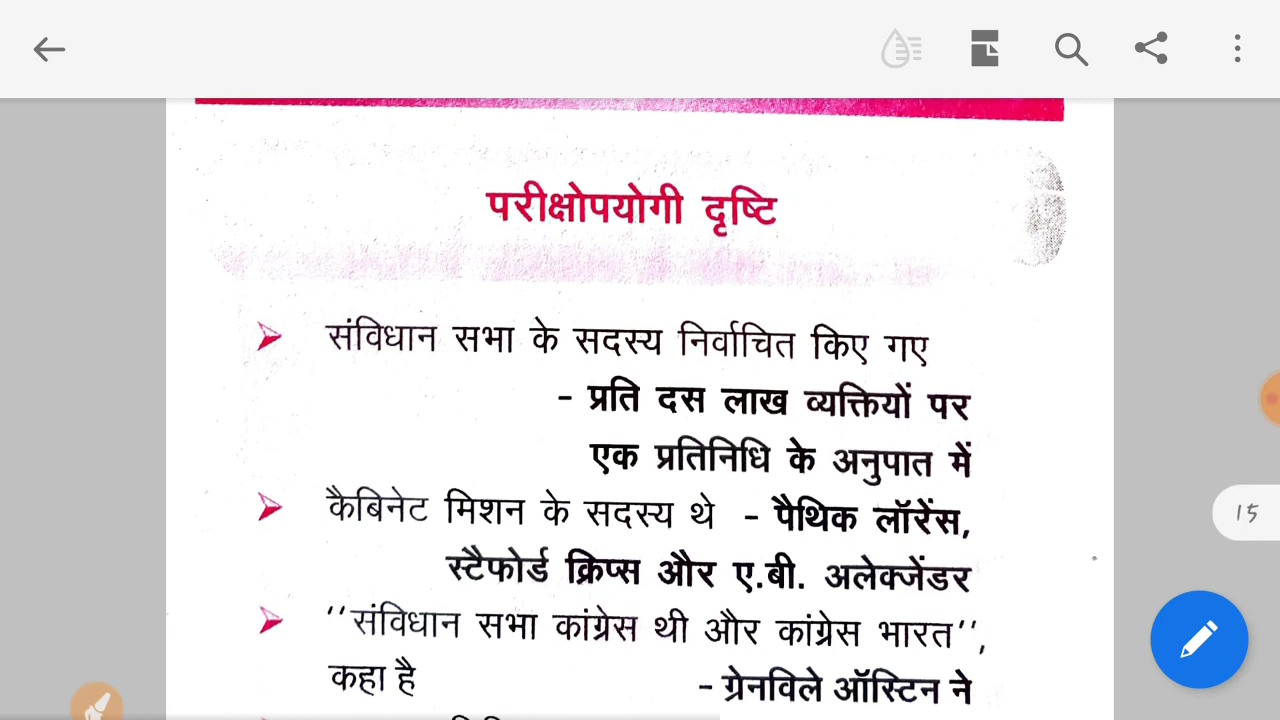 परीक्षोपयोगी दृष्टि
संविधान सभा के सदस्य निर्वाचित किए गए
- प्रति दस लाख व्यक्तियों पर
एक प्रतिनिधि के अनुपात में
कैबिनेट मिशन के सदस्य थे - पैथिक लॉरेंस,
स्टैफोर्ड क्रिप्स और ए.बी. अलेक्जेंडर
''संविधान सभा कांग्रेस थी और कांग्रेस भारत'',
कहा है - ग्रेनविले ऑस्टिन ने
15